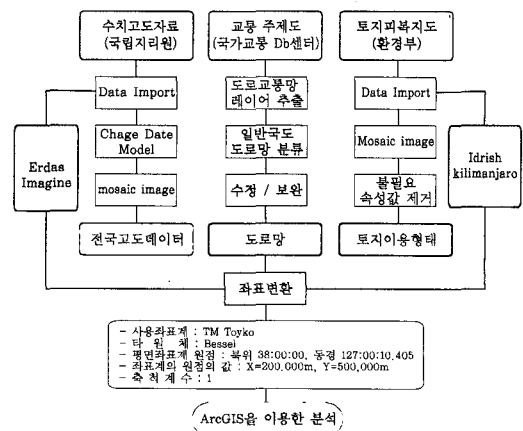 수치고도자료
(국립지리원)
교통 주제도
(국가교통 Db센터)
토지피복지도
(환경부)
Data Import
도로교통망
레이어 추출
Data Import
Chage Date
Model
일반국도
도로망 분류
Mosaic image
Erdas
Imagine
Idrish
kilimanjaro
mosaic image
수정 / 보완
불필요
속성값 제거
전국고도데이터
도로망
토지이용형태
좌표변환
- 사용좌표계 : TM Toyko
- 타 원 체 : Bessel
- 평면좌표계 원점 : 북위 38:00:00, 동경 127:00:10.405
- 좌표계의 원점의 값 : X=200.000m, Y=500,000m
- 축척계수 : 1
ArcGIS을 이용한 분석